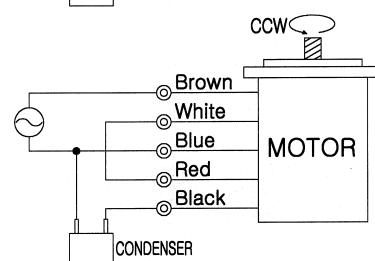 CCW
Brown
White
Blue
MOTOR
Red
Black
CONDENSER